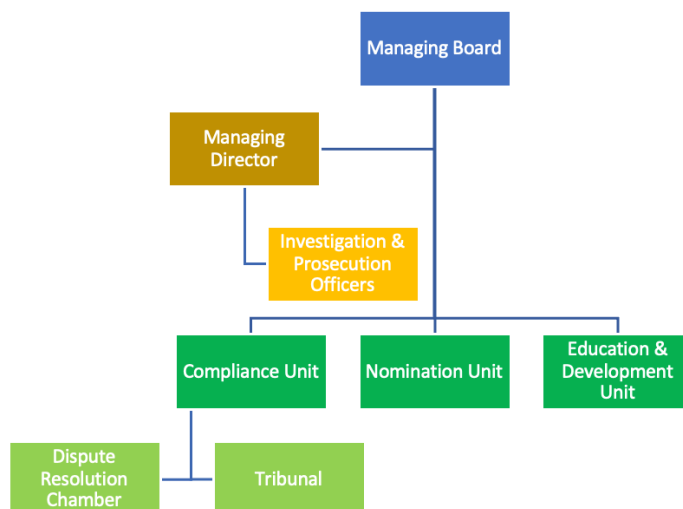 Managing Board
Managing
Director
Investigation &
Prosecution
Officers
Compliance Unit
Nomination Unit
Education &
Development
Unit
Dispute
Resolution
Chamber
Tribunal